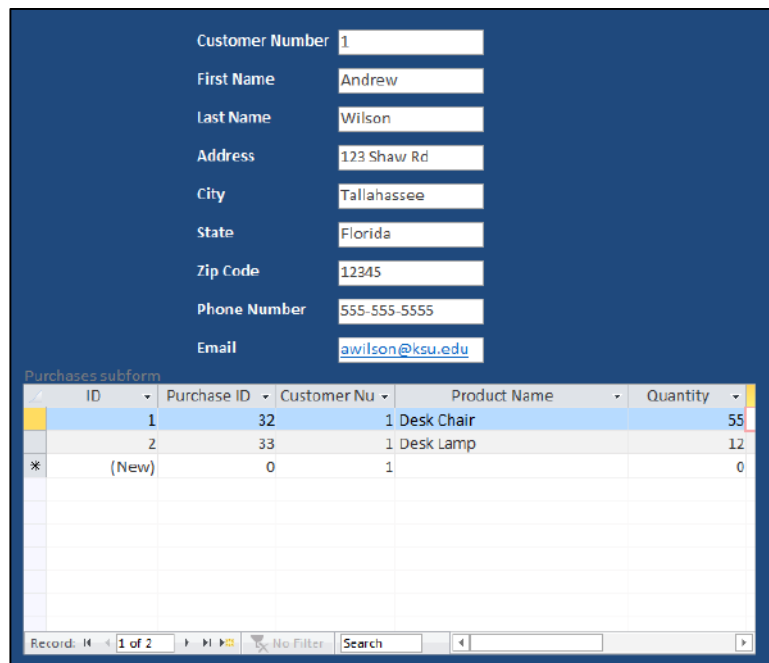 Customer Number 1
First Name Andrew
Last Name Wilson
Address 123 Shaw Rd
City Tallahassee
State Florida
Zip Code 12345
Phone Number 555-555-5555
Email awilson@ksu.edu
Purchases subform
ID Purchase ID Customer Nu Product Name Quantity
1 32 1 Desk Chair 55
2 33 1 Desk Lamp 12
* (New) 0 1 0
Record: 1 of 2 No Filter Search